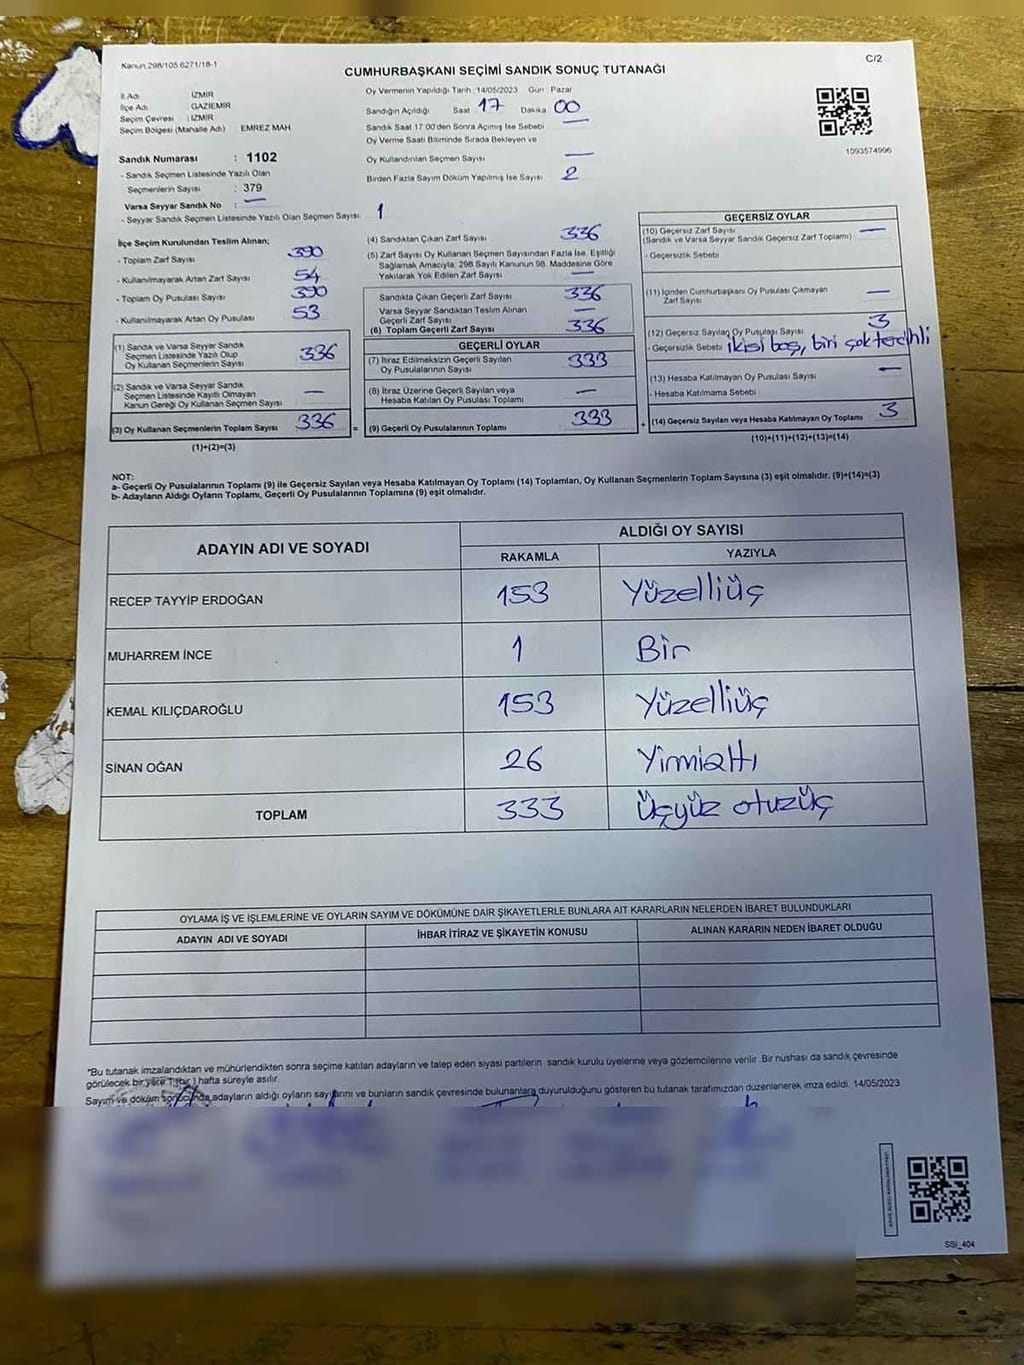 Kanun 298/105.6271/16-1
C/2
CUMHURBAŞKANI SEÇİMİ SANDIK SONUÇ TUTANAĞI
İl Adı İZMİR
İlçe Adı GAZİEMİR
Seçim Çevresi : İZMİR
Seçim Bölgesi (Mahalle Adı) EMREZ MAH.
Sandık Numarası : 1102
- Sandık Seçmen Listesinde Yazılı Olan
Seçmenlerin Sayısı : 379
Varsa Seyyar Sandık No : —
- Seyyar Sandık Seçmen Listesinde Yazılı Olan Seçmen Sayısı. 1
Oy Vermenin Yapıldığı Tarih 14/05/2023 Gün Pazar
Sandığın Açıldığı Saat 17 Dakika 00
Sandık Saat 17.00'den Sonra Açımış İse Sebebi —
Oy Verme Saati Bitiminde Sırada Bekleyen ve
Oy Kullandırılan Seçmen Sayısı —
Birden Fazla Sayım Döküm Yapılmış İse Sayısı 2
1093574996
İlçe Seçim Kurulundan Teslim Alınan;
- Toplam Zarf Sayısı 390
- Kullanılmayarak Artan Zarf Sayısı 54
- Toplam Oy Pusulası Sayısı 390
- Kullanılmayarak Artan Oy Pusulası 53
(1) Sandık ve Varsa Seyyar Sandık
Seçmen Listesinde Yazılı Olup
Oy Kullanan Seçmenlerin Sayısı 336
(2) Sandık ve Varsa Seyyar Sandık
Seçmen Listesinde Kayıtlı Olmayan
Kanun Gereği Oy Kullanan Seçmen Sayısı —
(3) Oy Kullanan Seçmenlerin Toplam Sayısı 336
(1)+(2)=(3)
(4) Sandıktan Çıkan Zarf Sayısı 336
(5) Zarf Sayısı Oy Kullanan Seçmen Sayısından Fazla İse, Eşitliği
Sağlamak Amacıyla, 298 Sayılı Kanunun 98. Maddesine Göre
Yakılarak Yok Edilen Zarf Sayısı —
Sandıkta Çıkan Geçerli Zarf Sayısı 336
Varsa Seyyar Sandıktan Teslim Alınan
Geçerli Zarf Sayısı —
(6) Toplam Geçerli Zarf Sayısı 336
GEÇERLİ OYLAR
(7) İtiraz Edilmeksizin Geçerli Sayılan
Oy Pusulalarının Sayısı 333
(8) İtiraz Üzerine Geçerli Sayılan veya
Hesaba Katılan Oy Pusulası Toplamı —
= (9) Geçerli Oy Pusulalarının Toplamı 333 +
GEÇERSİZ OYLAR
(10) Geçersiz Zarf Sayısı —
(Sandık ve Varsa Seyyar Sandık Geçersiz Zarf Toplamı)
- Geçersizlik Sebebi
(11) İçinden Cumhurbaşkanı Oy Pusulası Çıkmayan
Zarf Sayısı —
(12) Geçersiz Sayılan Oy Pusulası Sayısı 3
- Geçersizlik Sebebi ikisi boş, biri çok tercihli
(13) Hesaba Katılmayan Oy Pusulası Sayısı —
- Hesaba Katılmama Sebebi
(14) Geçersiz Sayılan veya Hesaba Katılmayan Oy Toplamı 3
(10)+(11)+(12)+(13)=(14)
NOT:
a- Geçerli Oy Pusulalarının Toplamı (9) ile Geçersiz Sayılan veya Hesaba Katılmayan Oy Toplamı (14) Toplamları, Oy Kullanan Seçmenlerin Toplam Sayısına (3) eşit olmalıdır. (9)+(14)=(3)
b- Adayların Aldığı Oyların Toplamı, Geçerli Oy Pusulalarının Toplamına (9) eşit olmalıdır.
ADAYIN ADI VE SOYADI ALDIĞI OY SAYISI
RAKAMLA YAZIYLA
RECEP TAYYİP ERDOĞAN 153 Yüzelliüç
MUHARREM İNCE 1 Bir
KEMAL KILIÇDAROĞLU 153 Yüzelliüç
SİNAN OĞAN 26 Yirmialtı
TOPLAM 333 üçyüz otuzüç
OYLAMA İŞ VE İŞLEMLERİNE VE OYLARIN SAYIM VE DÖKÜMÜNE DAİR ŞİKAYETLERLE BUNLARA AİT KARARLARIN NELERDEN İBARET BULUNDUKLARI
ADAYIN ADI VE SOYADI İHBAR İTİRAZ VE ŞİKAYETİN KONUSU ALINAN KARARIN NEDEN İBARET OLDUĞU
*Bu tutanak imzalandıktan ve mühürlendikten sonra seçime katılan adayların ve talep eden siyasi partilerin sandık kurulu üyelerine veya gözlemcilerine verilir. Bir nüshası da sandık çevresinde
görülecek bir yere 1 (bir) hafta süreyle asılır.
Sayım ve döküm sonucunda adayların aldığı oyların sayılarını ve bunların sandık çevresinde bulunanlara duyurulduğunu gösteren bu tutanak tarafımızdan düzenlenerek imza edildi. 14/05/2023
SSI_404